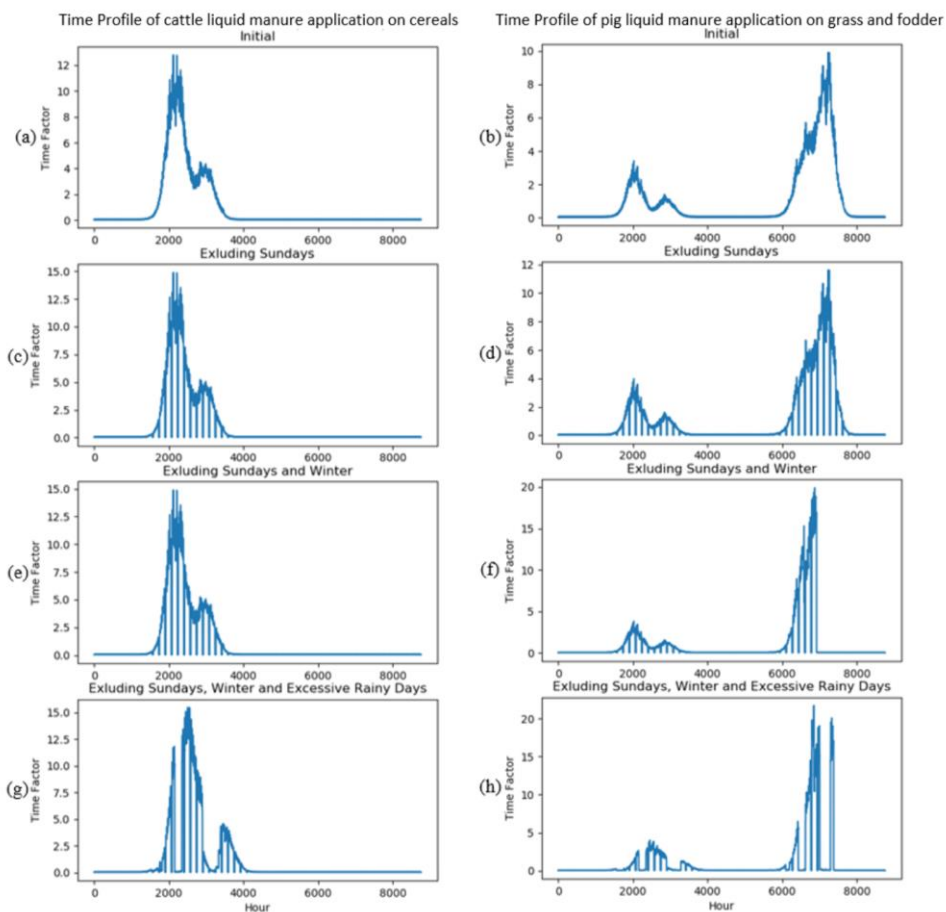 Time Profile of cattle liquid manure application on cereals
Initial
(a)
Time Factor
12
10
8
6
4
2
0
0 2000 4000 6000 8000
Time Profile of pig liquid manure application on grass and fodder
Initial
(b)
Time Factor
10
8
6
4
2
0
0 2000 4000 6000 8000
Exluding Sundays
(c)
Time Factor
15.0
12.5
10.0
7.5
5.0
2.5
0.0
0 2000 4000 6000 8000
Exluding Sundays
(d)
Time Factor
12
10
8
6
4
2
0
0 2000 4000 6000 8000
Exluding Sundays and Winter
(e)
Time Factor
15.0
12.5
10.0
7.5
5.0
2.5
0.0
0 2000 4000 6000 8000
Exluding Sundays and Winter
(f)
Time Factor
20
15
10
5
0
0 2000 4000 6000 8000
Exluding Sundays, Winter and Excessive Rainy Days
(g)
Time Factor
15.0
12.5
10.0
7.5
5.0
2.5
0.0
0 2000 4000 6000 8000
Hour
Exluding Sundays, Winter and Excessive Rainy Days
(h)
Time Factor
20
15
10
5
0
0 2000 4000 6000 8000
Hour